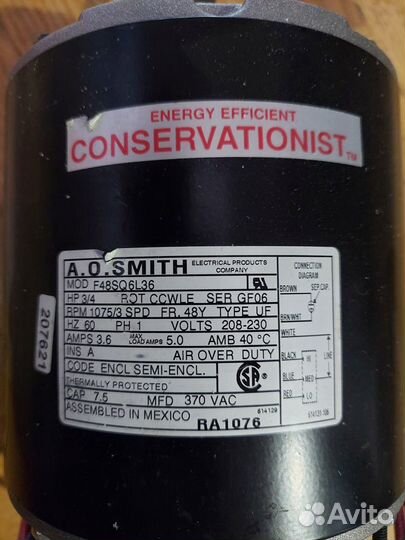 ENERGY EFFICIENT
CONSERVATIONIST™
A.O.SMITH ELECTRICAL PRODUCTS COMPANY
MOD F48SQ6L36
HP 3/4 ROT CCWLE SER GF06
RPM 1075/3 SPD FR. 48Y TYPE UF
HZ 60 PH 1 VOLTS 208-230
AMPS 3.6 MAX LOAD AMPS 5.0 AMB 40 °C
INS A AIR OVER DUTY
CODE ENCL SEMI-ENCL.
THERMALLY PROTECTED
CAP 7.5 MFD 370 VAC
614129
ASSEMBLED IN MEXICO RA1076
CONNECTION
DIAGRAM
BROWN SEP. CAP.
BRN/WHT
WHITE
BLACK HI LINE
BLUE MED
RED LO
207621
SA
Avito